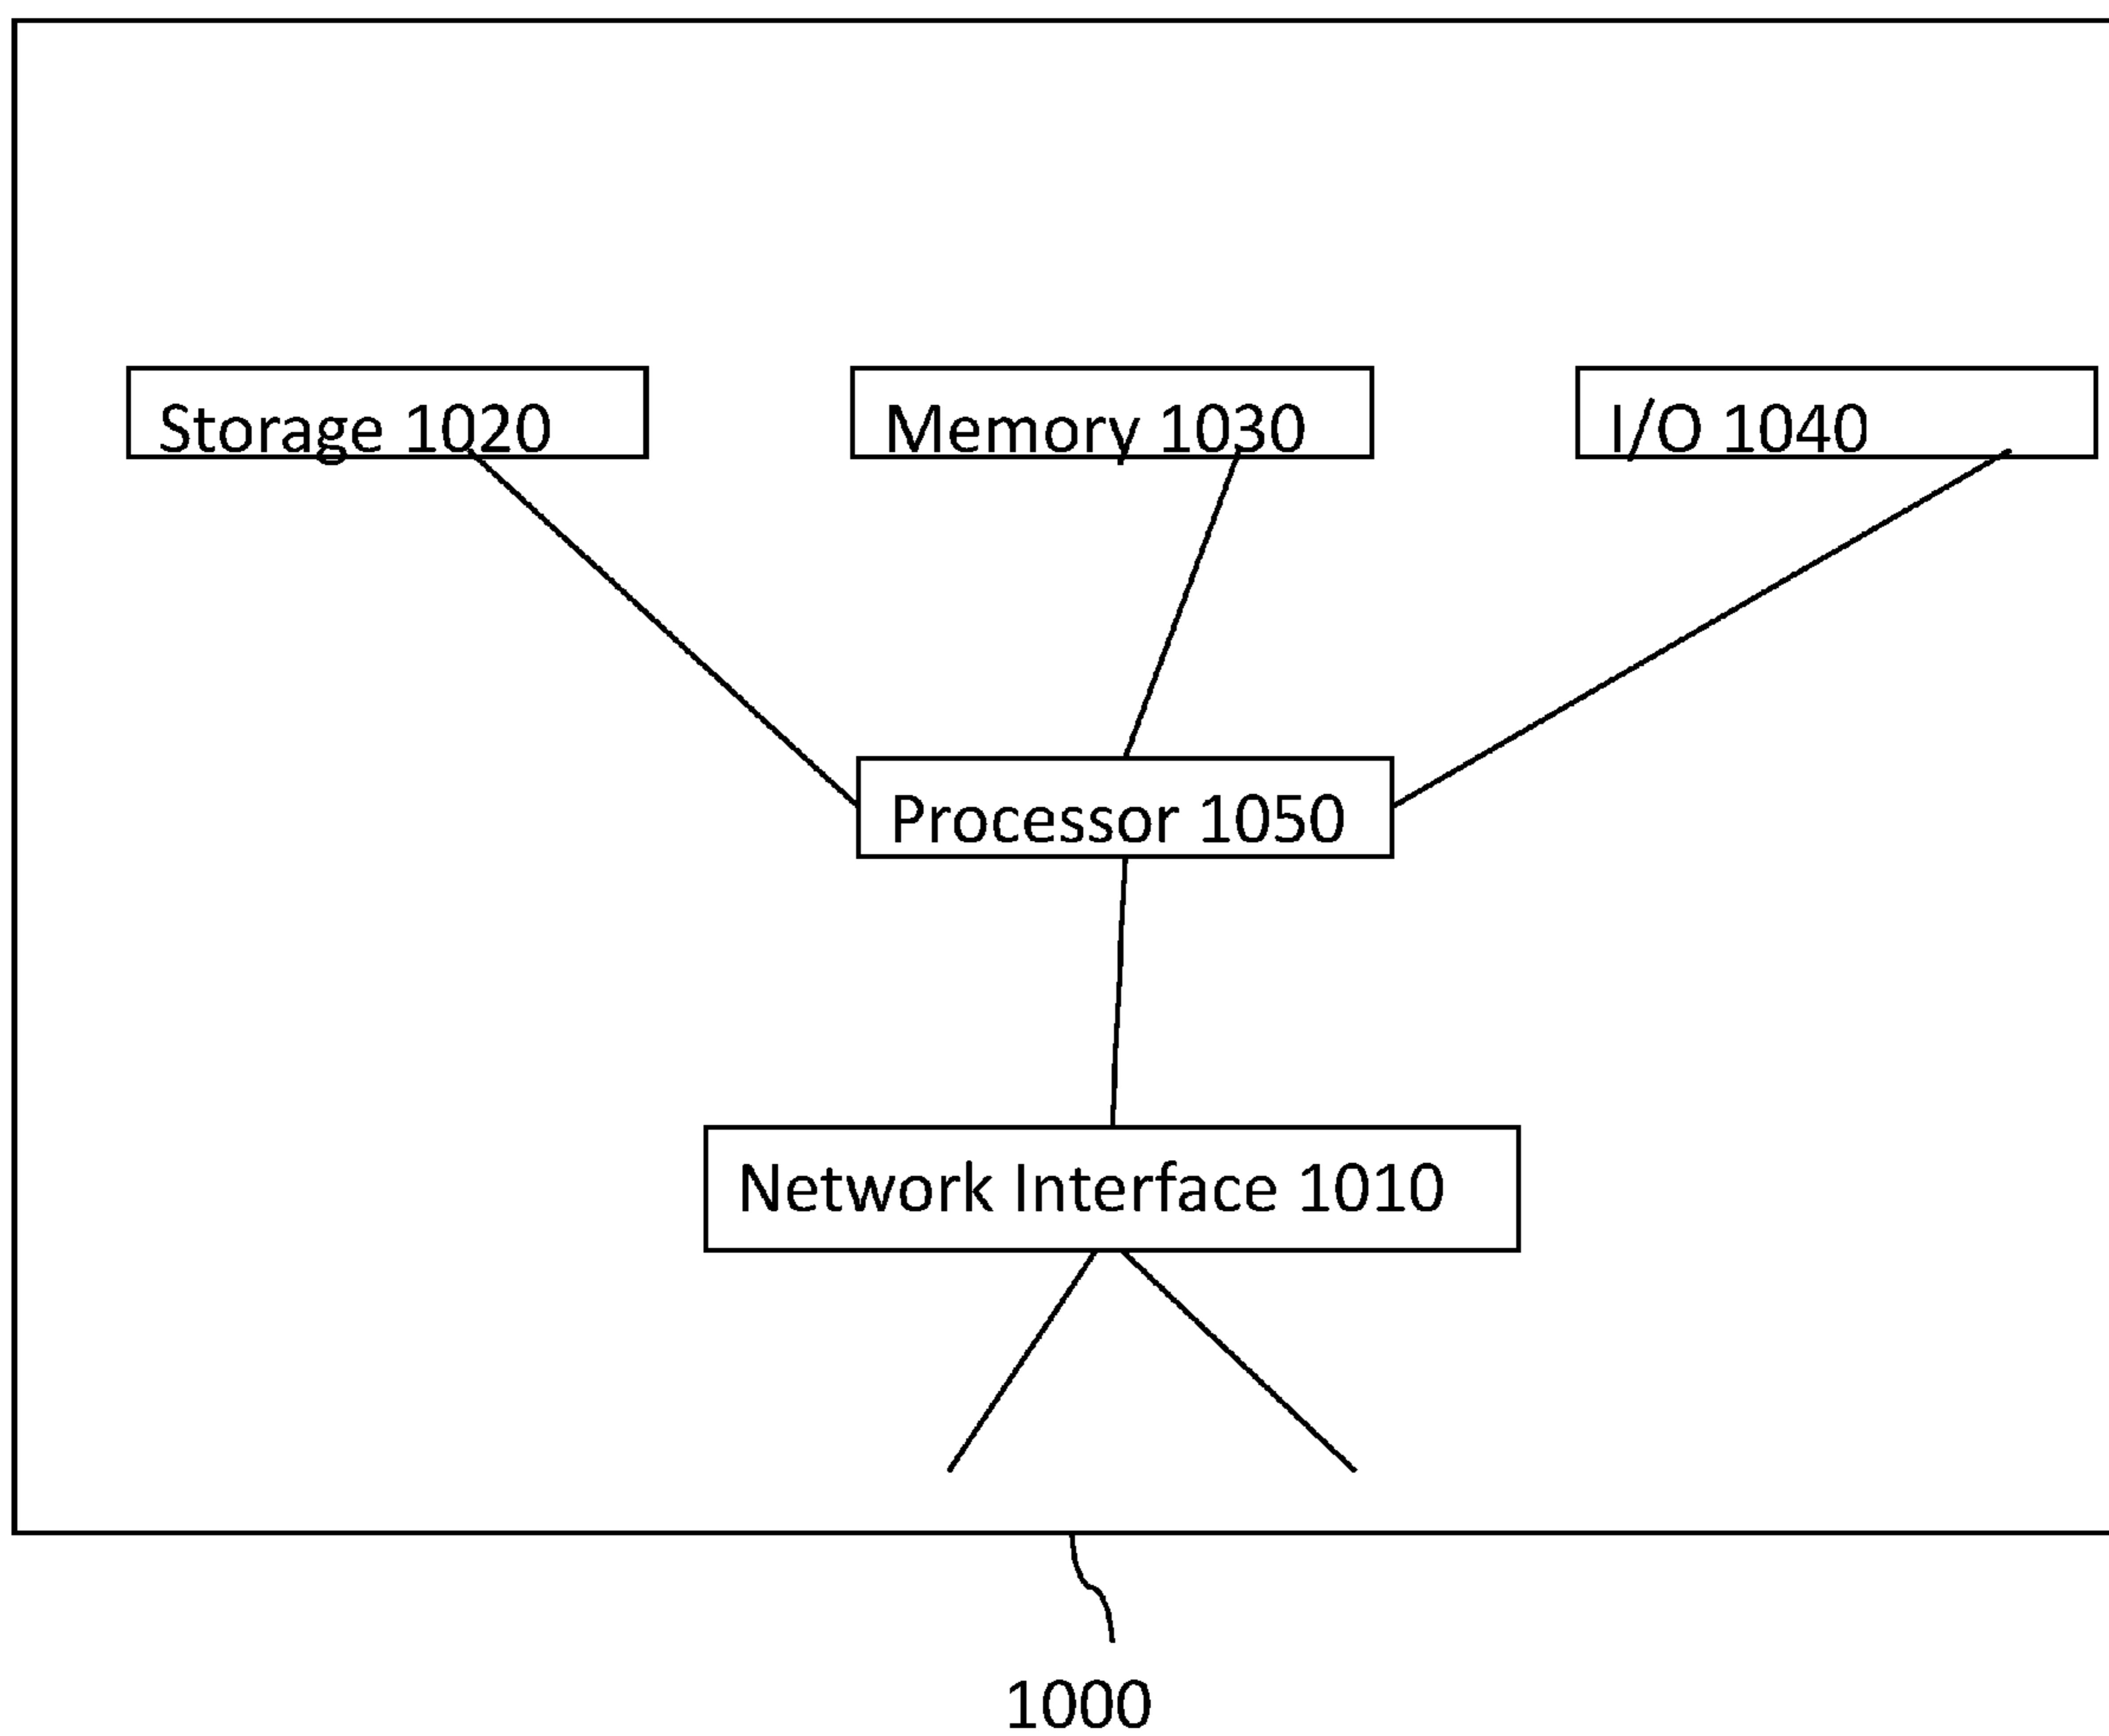 Storage 1020
Memory 1030
I/O 1040
Processor 1050
Network Interface 1010
1000